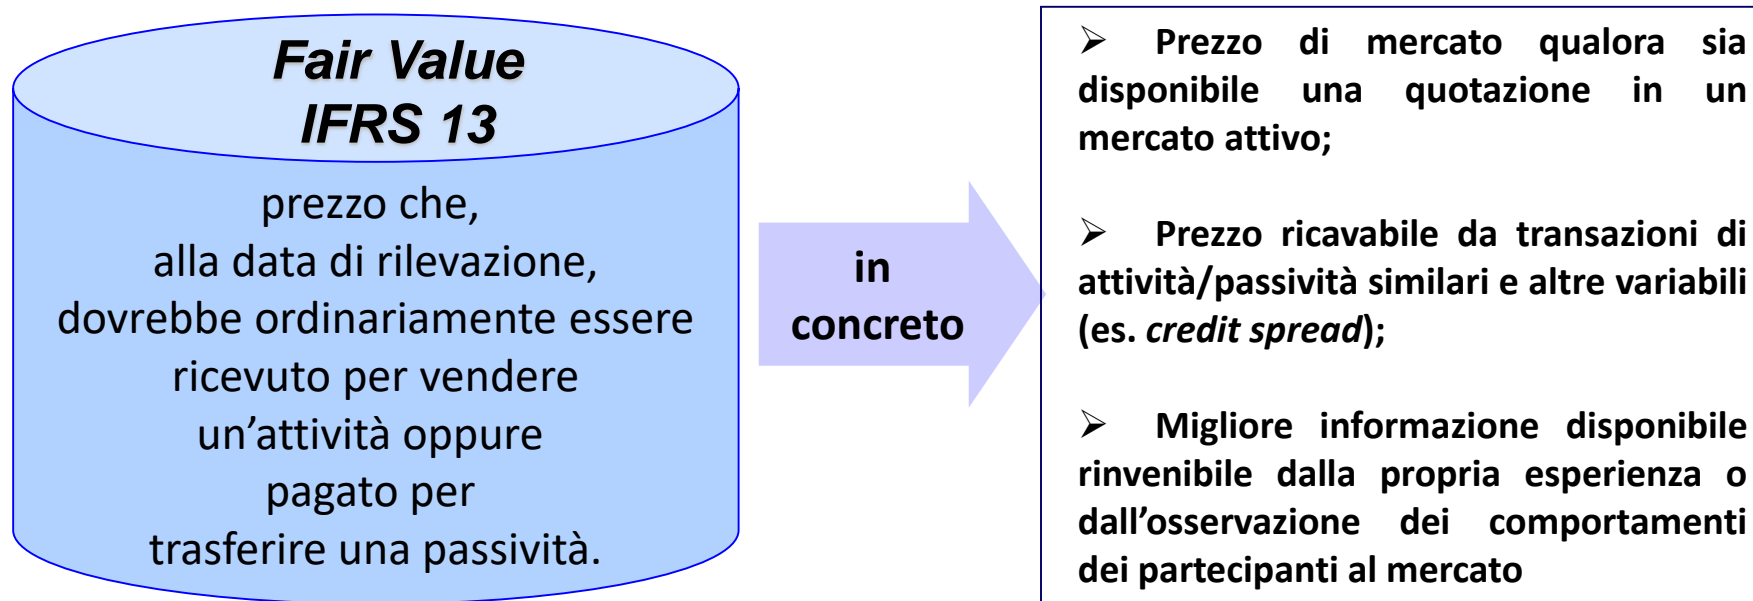 Fair Value
IFRS 13
prezzo che,
alla data di rilevazione,
dovrebbe ordinariamente essere
ricevuto per vendere
un’attività oppure
pagato per
trasferire una passività.
in
concreto
➢ Prezzo di mercato qualora sia
disponibile una quotazione in un
mercato attivo;
➢ Prezzo ricavabile da transazioni di
attività/passività similari e altre variabili
(es. credit spread);
➢ Migliore informazione disponibile
rinvenibile dalla propria esperienza o
dall’osservazione dei comportamenti
dei partecipanti al mercato